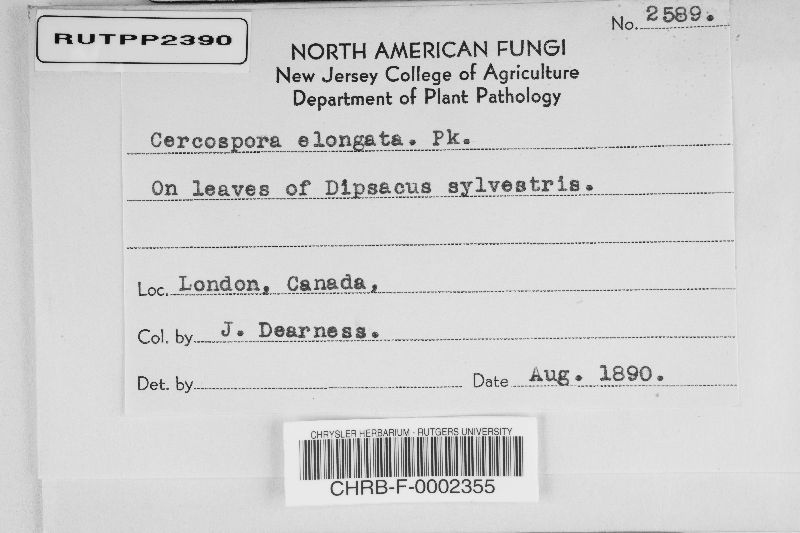 No. 2589.
RUTPP2390
NORTH AMERICAN FUNGI
New Jersey College of Agriculture
Department of Plant Pathology
Cercospora elongata. Pk.
On leaves of Dipsacus sylvestris.
Loc. London, Canada,
Col. by J. Dearness.
Det. by
Date Aug. 1890.
CHRYSLER HERBARIUM - RUTGERS UNIVERSITY
CHRB-F-0002355